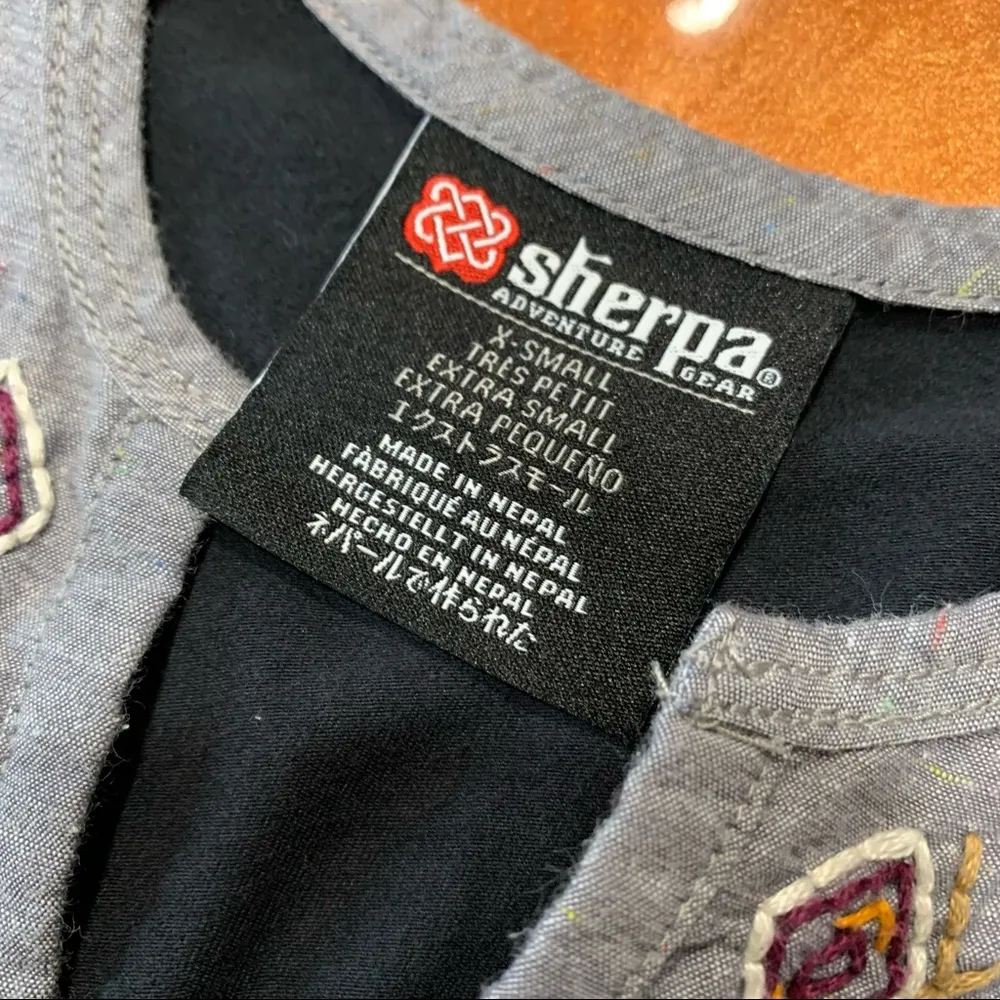 sherpa®
ADVENTURE GEAR
X-SMALL
TRÈS PETIT
EXTRA SMALL
EXTRA PEQUEÑO
エクストラスモール
MADE IN NEPAL
FÀBRIQUÉ AU NÉPAL
HERGESTELLT IN NEPAL
HECHO EN NEPAL
ネパールで作られた